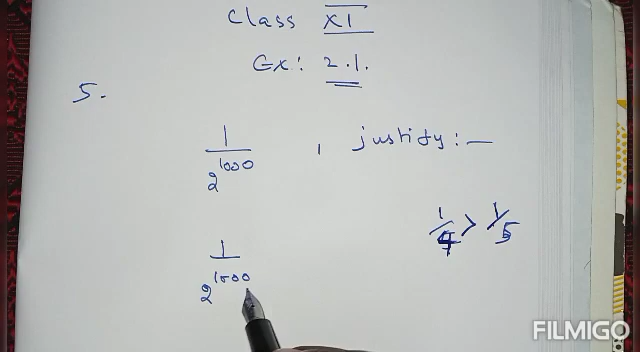 Class XI
Ex: 2.1.
5.
1/2^1000 , justify:—
1/4 > 1/5
1/2^1000
FILMIGO